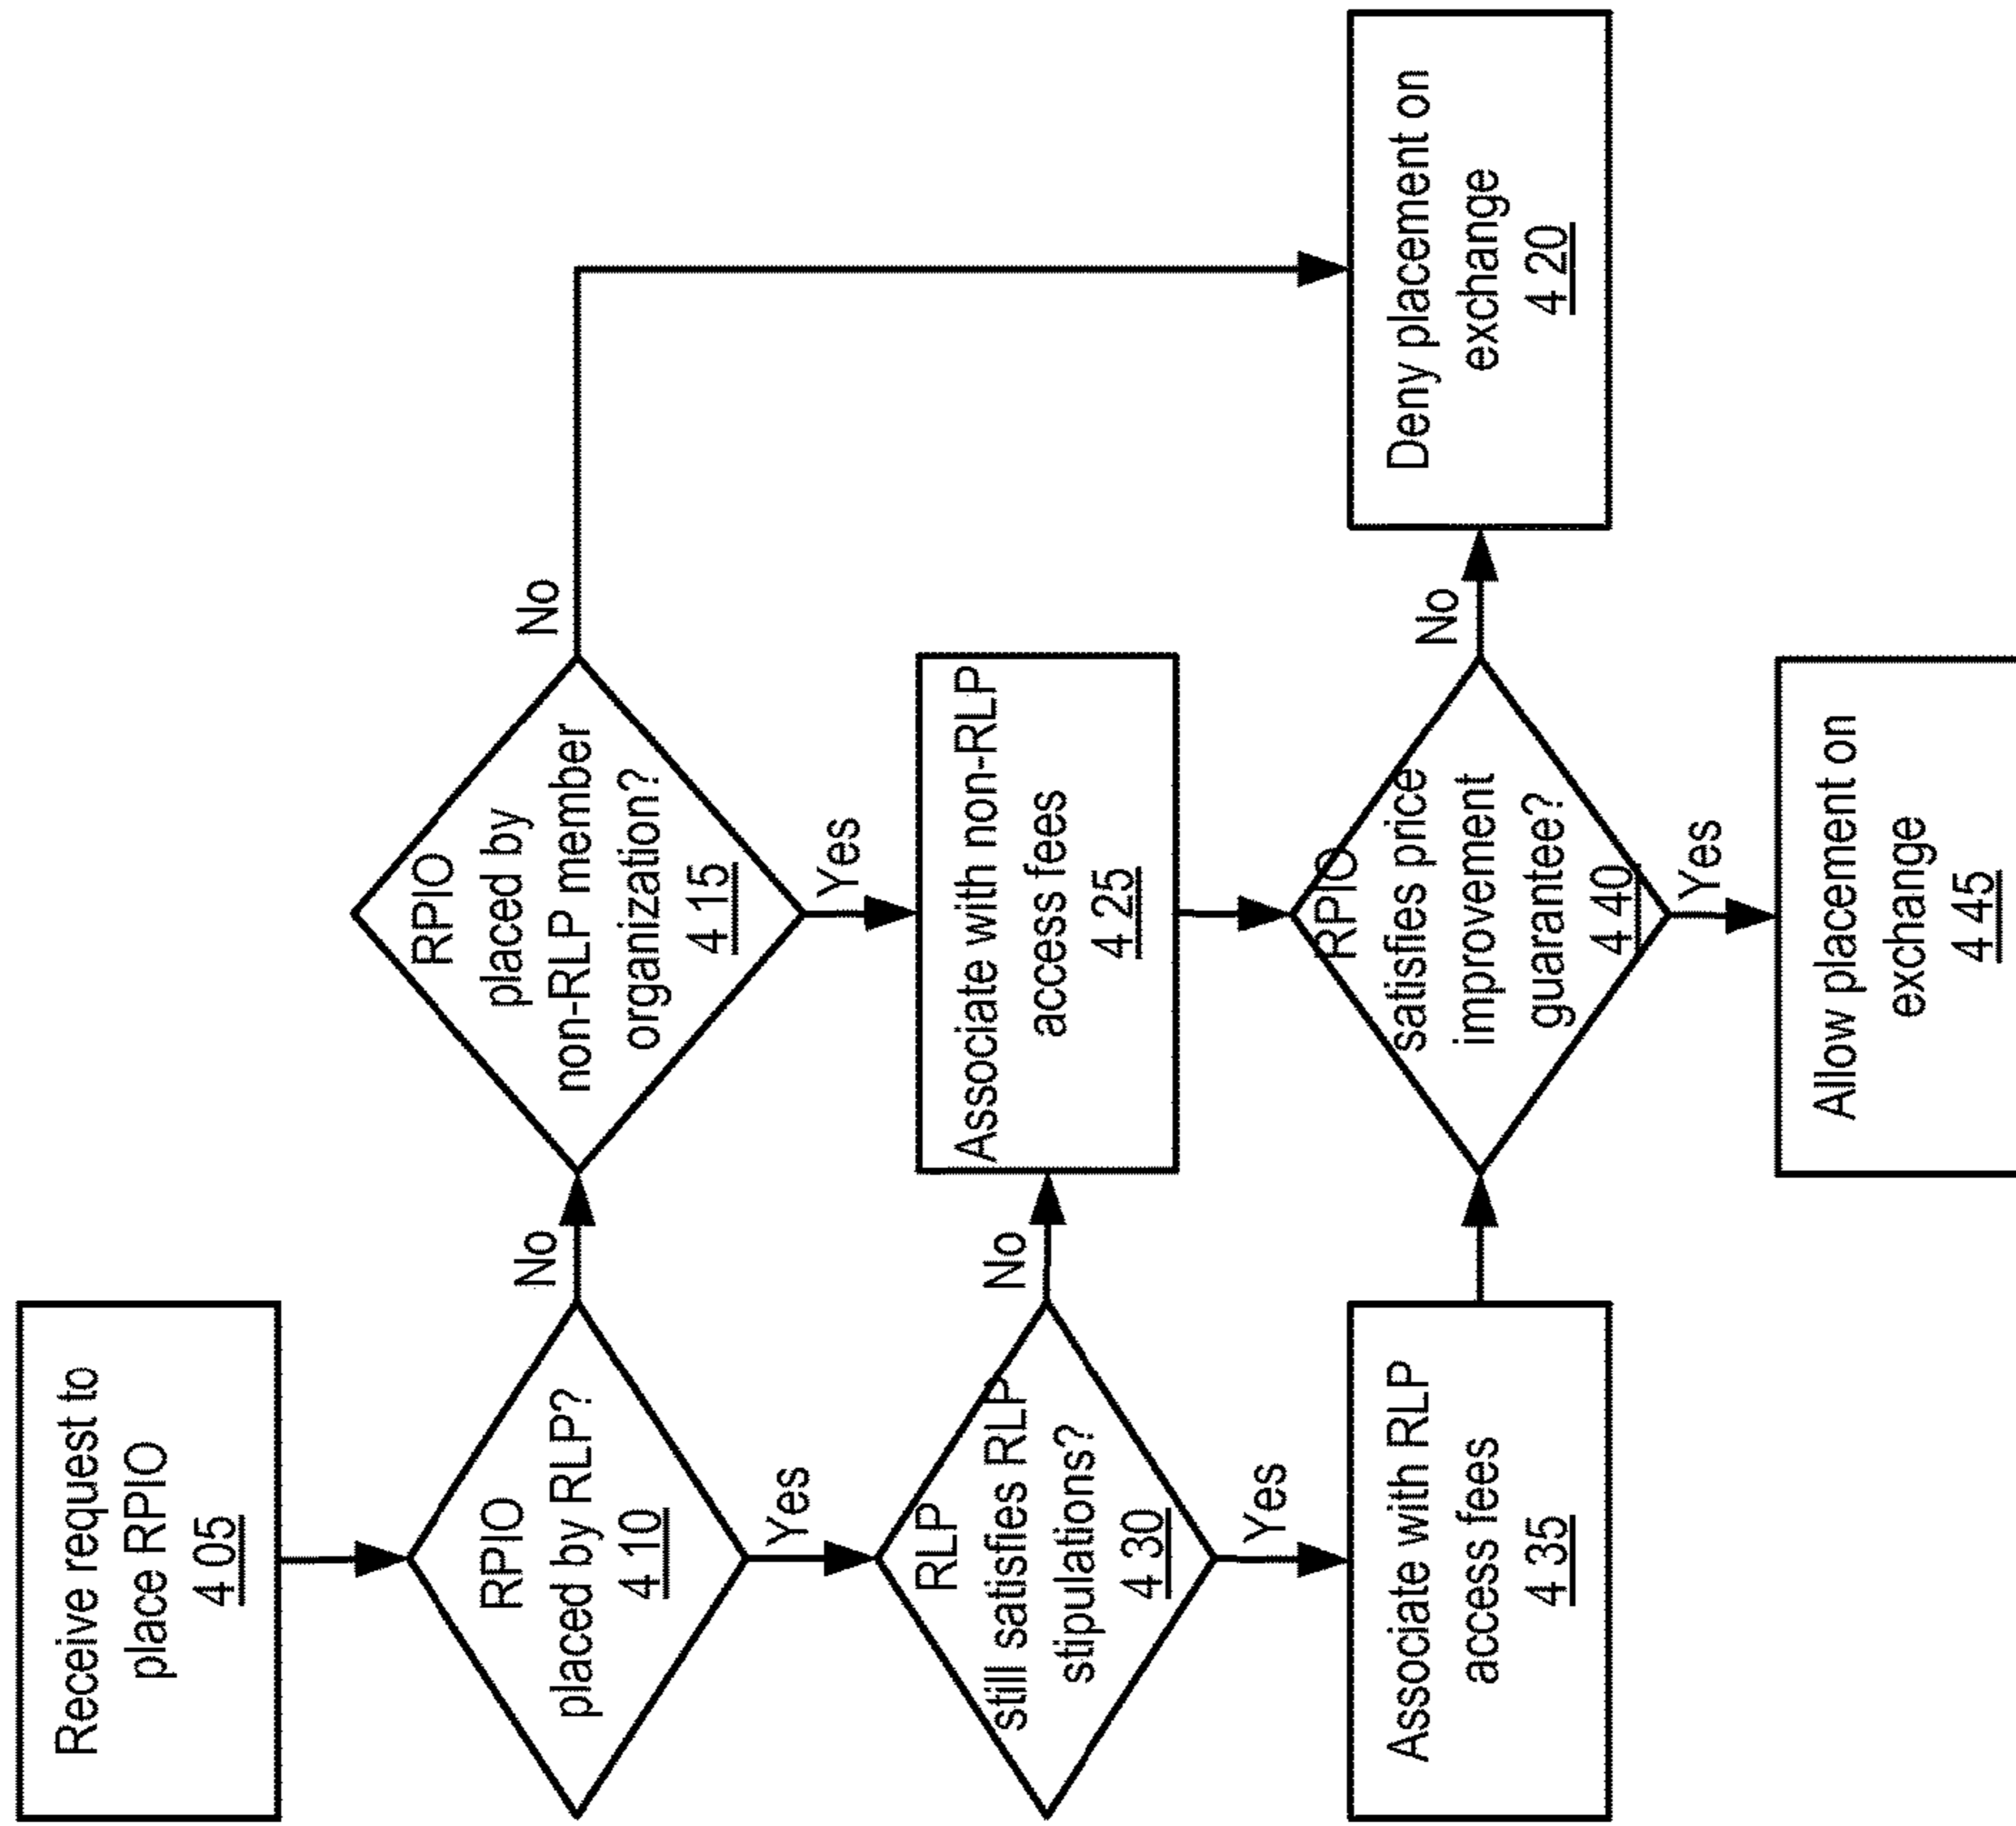 Receive request to
place RPIO
4 05
RPIO
placed by RLP?
4 10
No
RPIO
placed by
non-RLP member
organization?
4 15
No
Yes
Yes
RLP
still satisfies RLP
stipulations?
4 30
No
Associate with non-RLP
access fees
4 25
Yes
Associate with RLP
access fees
4 35
RPIO
satisfies price
improvement
guarantee?
4 40
No
Deny placement on
exchange
4 20
Yes
Allow placement on
exchange
4 45